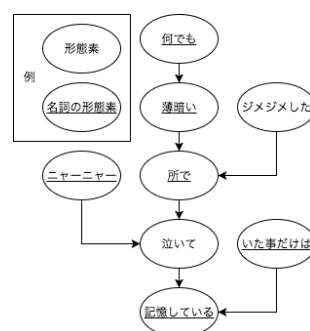 例
形態素
名詞の形態素
何でも
薄暗い
ジメジメした
ニャーニャー
所で
泣いて
いた事だけは
記憶している